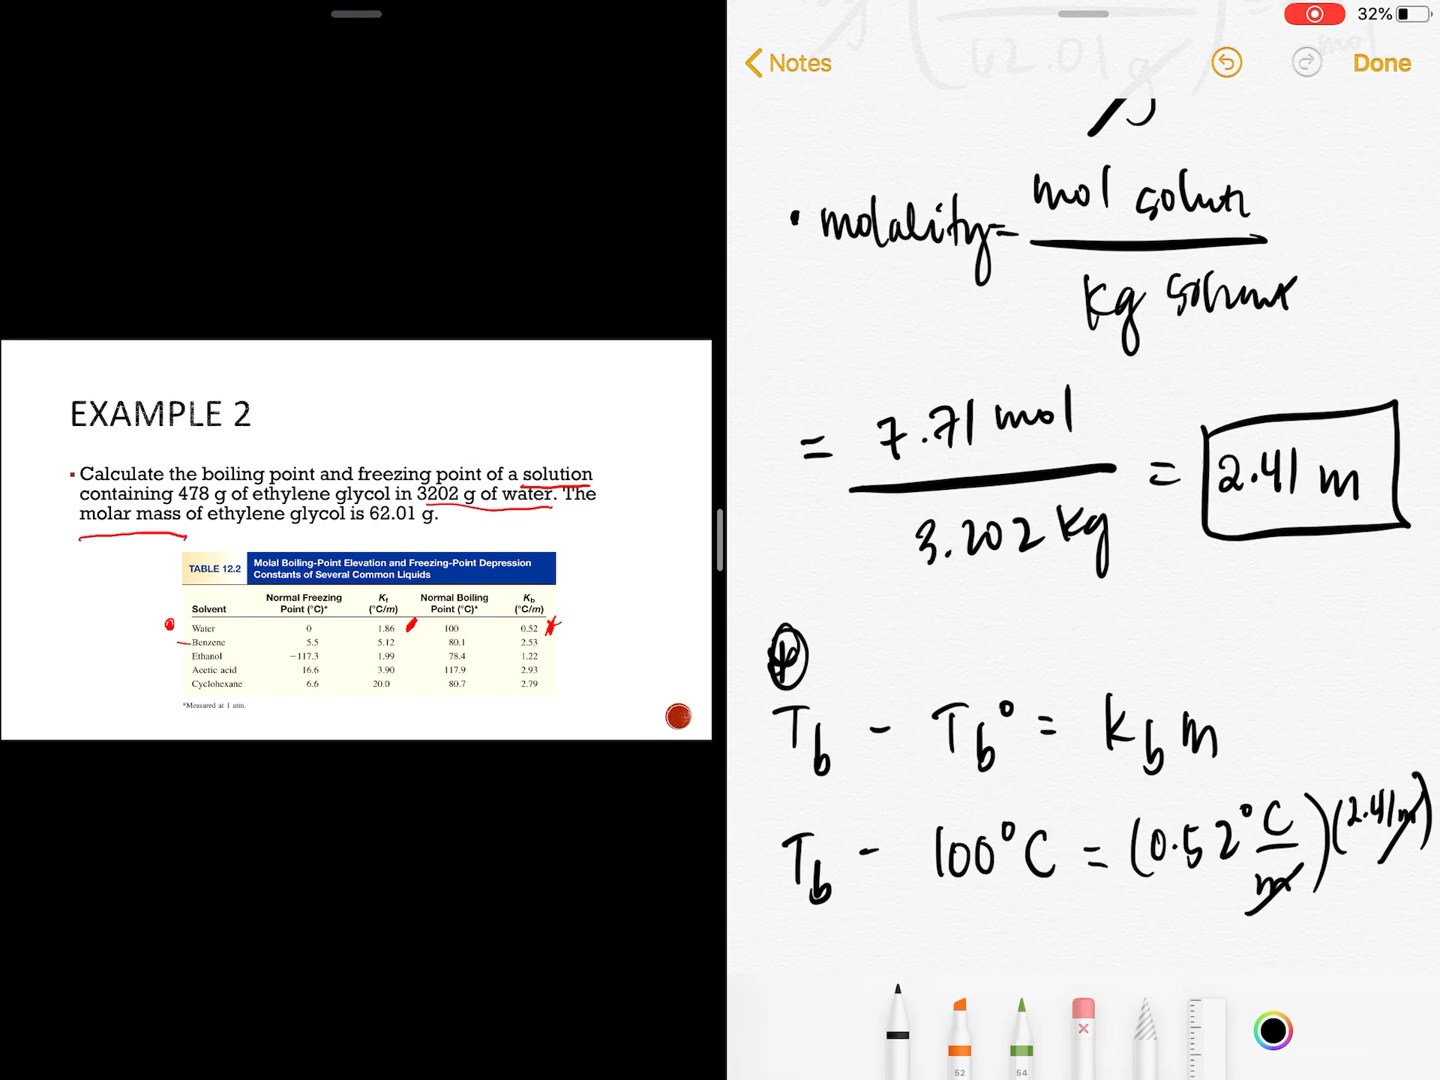 32%
Notes
Done
62.01 g
mol
• molality = mol solute
kg solvent
= 7.71 mol
3.202 kg
= 2.41 m
Tb - Tb° = kb m
Tb - 100°C = (0.52 °C/m)(2.41m)
52
54
EXAMPLE 2
▪ Calculate the boiling point and freezing point of a solution
containing 478 g of ethylene glycol in 3202 g of water. The
molar mass of ethylene glycol is 62.01 g.
TABLE 12.2
Molal Boiling-Point Elevation and Freezing-Point Depression
Constants of Several Common Liquids
Solvent Normal Freezing Point (°C)* Kf (°C/m) Normal Boiling Point (°C)* Kb (°C/m)
Water 0 1.86 100 0.52
Benzene 5.5 5.12 80.1 2.53
Ethanol −117.3 1.99 78.4 1.22
Acetic acid 16.6 3.90 117.9 2.93
Cyclohexane 6.6 20.0 80.7 2.79
*Measured at 1 atm.